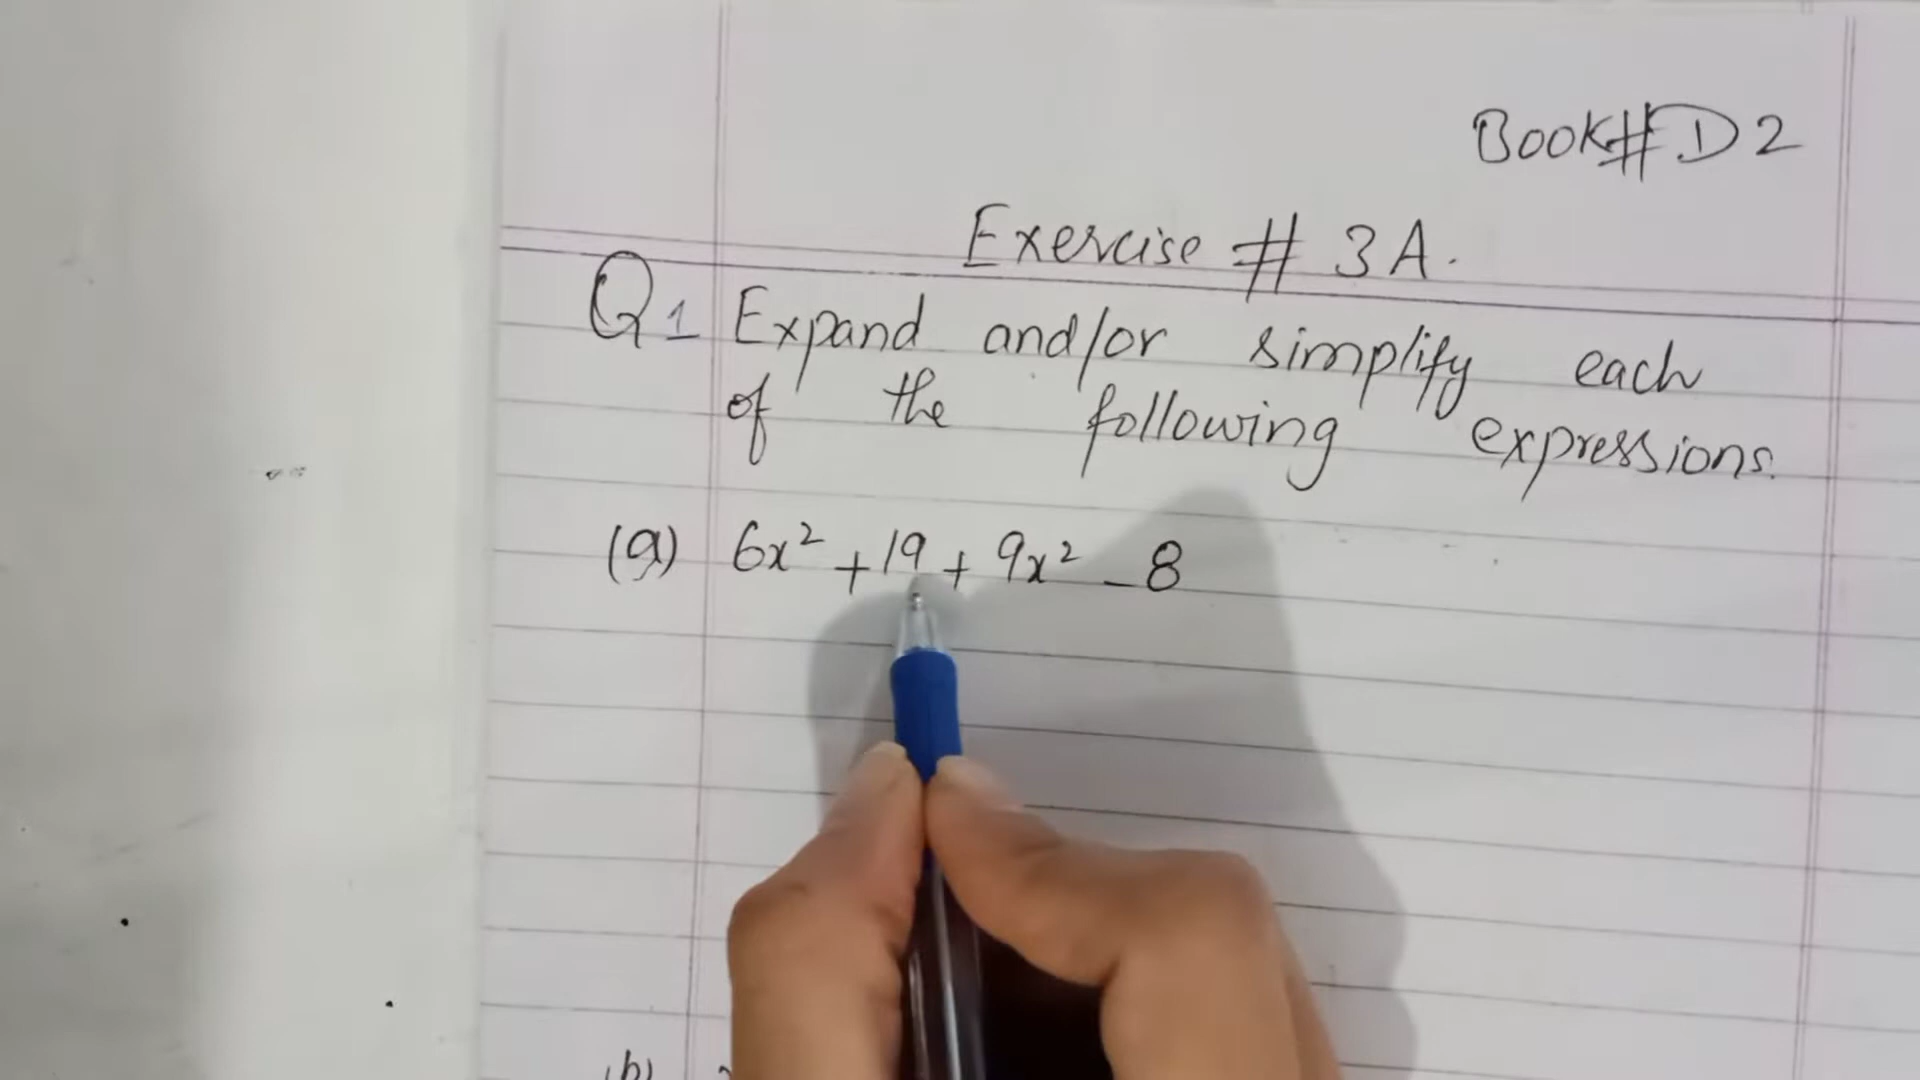 Book# D2
Exercise # 3A.
Q1 Expand and/or simplify each
of the following expressions.
(a) 6x² + 19 + 9x² - 8
(b)